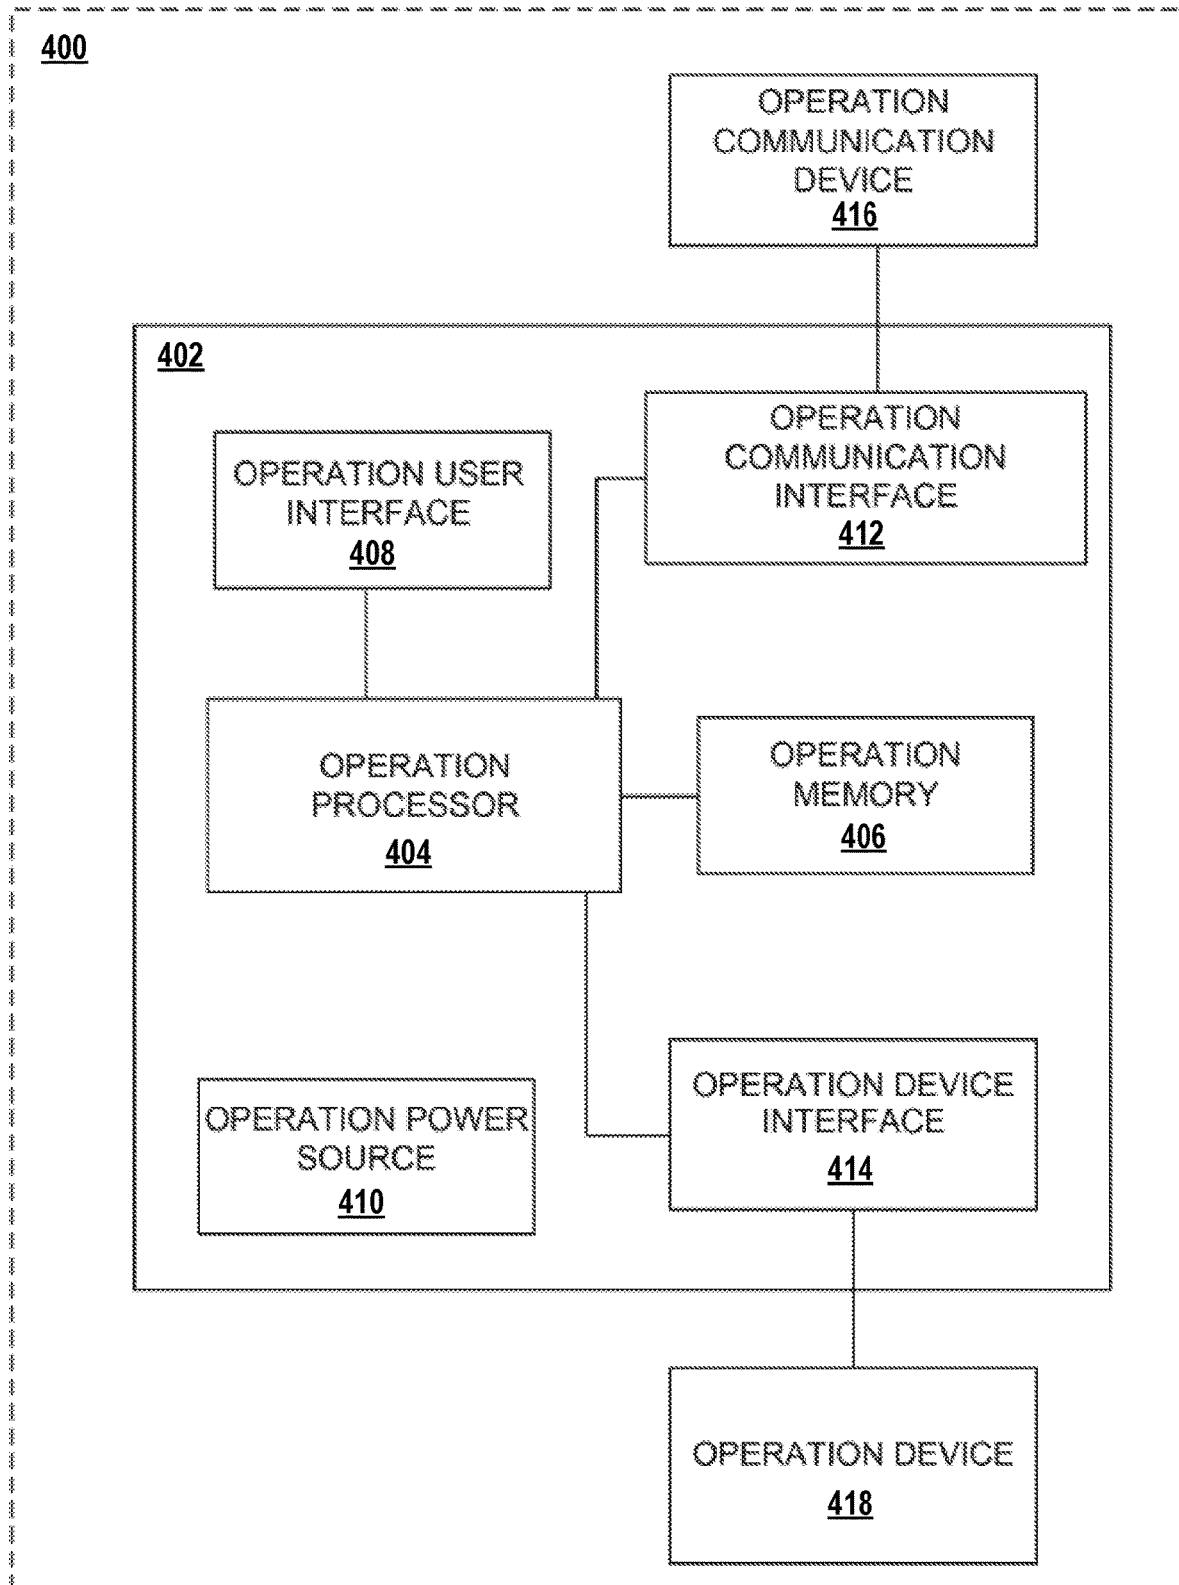 400
OPERATION
COMMUNICATION
DEVICE
416
402
OPERATION
COMMUNICATION
INTERFACE
412
OPERATION USER
INTERFACE
408
OPERATION
PROCESSOR
404
OPERATION
MEMORY
406
OPERATION DEVICE
INTERFACE
414
OPERATION POWER
SOURCE
410
OPERATION DEVICE
418